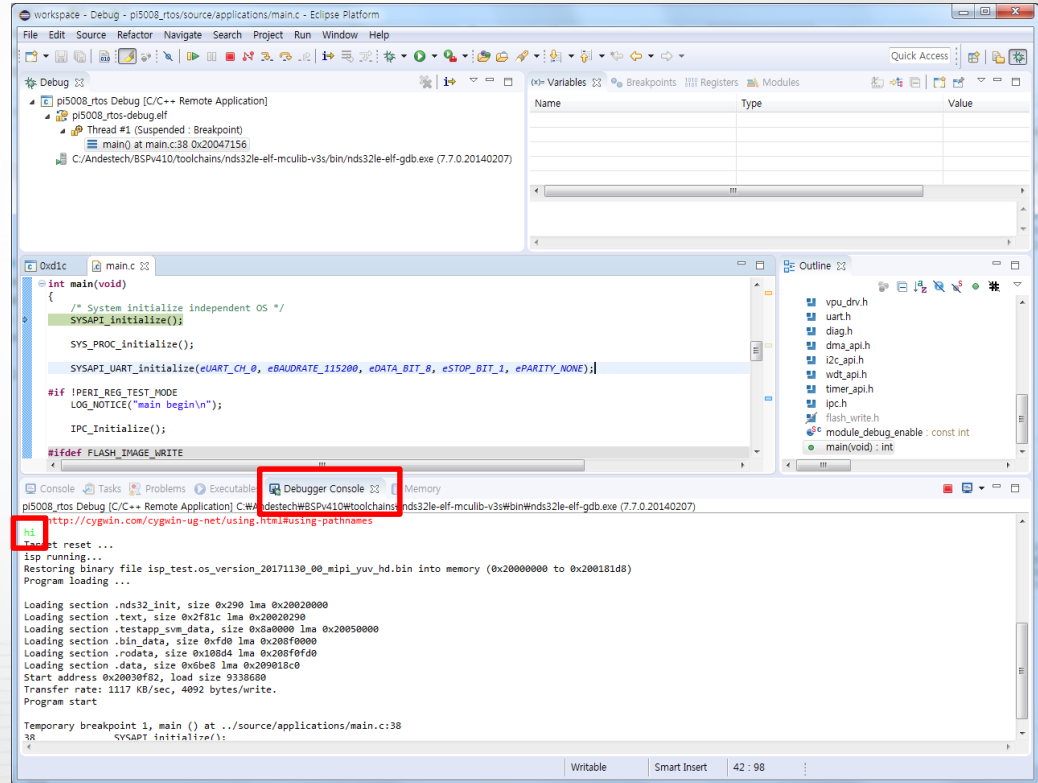 workspace - Debug - pi5008_rtos/source/applications/main.c - Eclipse Platform
File Edit Source Refactor Navigate Search Project Run Window Help
Quick Access
Debug
pi5008_rtos Debug [C/C++ Remote Application]
pi5008_rtos-debug.elf
Thread #1 (Suspended : Breakpoint)
main() at main.c:38 0x20047156
C:/Andestech/BSPv410/toolchains/nds32le-elf-mculib-v3s/bin/nds32le-elf-gdb.exe (7.7.0.20140207)
(x)= Variables Breakpoints Registers Modules
Name Type Value
0xd1c main.c
int main(void)
{
/* System initialize independent OS */
SYSAPI_initialize();
SYS_PROC_initialize();
SYSAPI_UART_initialize(eUART_CH_0, eBAUDRATE_115200, eDATA_BIT_8, eSTOP_BIT_1, ePARITY_NONE);
#if !PERI_REG_TEST_MODE
LOG_NOTICE("main begin\n");
IPC_Initialize();
#ifdef FLASH_IMAGE_WRITE
Outline
vpu_drv.h
uart.h
diag.h
dma_api.h
i2c_api.h
wdt_api.h
timer_api.h
ipc.h
flash_write.h
module_debug_enable : const int
main(void) : int
Console Tasks Problems Executable Debugger Console Memory
pi5008_rtos Debug [C/C++ Remote Application] C:₩Andestech₩BSPv410₩toolchains₩nds32le-elf-mculib-v3s₩bin₩nds32le-elf-gdb.exe (7.7.0.20140207)
http://cygwin.com/cygwin-ug-net/using.html#using-pathnames
hi
Target reset ...
isp running...
Restoring binary file isp_test.os_version_20171130_00_mipi_yuv_hd.bin into memory (0x20000000 to 0x200181d8)
Program loading ...
Loading section .nds32_init, size 0x290 lma 0x20020000
Loading section .text, size 0x2f81c lma 0x20020290
Loading section .testapp_svm_data, size 0x8a0000 lma 0x20050000
Loading section .bin_data, size 0xfd0 lma 0x208f0000
Loading section .rodata, size 0x108d4 lma 0x208f0fd0
Loading section .data, size 0x6be8 lma 0x209018c0
Start address 0x20030f82, load size 9338680
Transfer rate: 1117 KB/sec, 4092 bytes/write.
Program start
Temporary breakpoint 1, main () at ../source/applications/main.c:38
38 SYSAPI_initialize();
Writable Smart Insert 42 : 98